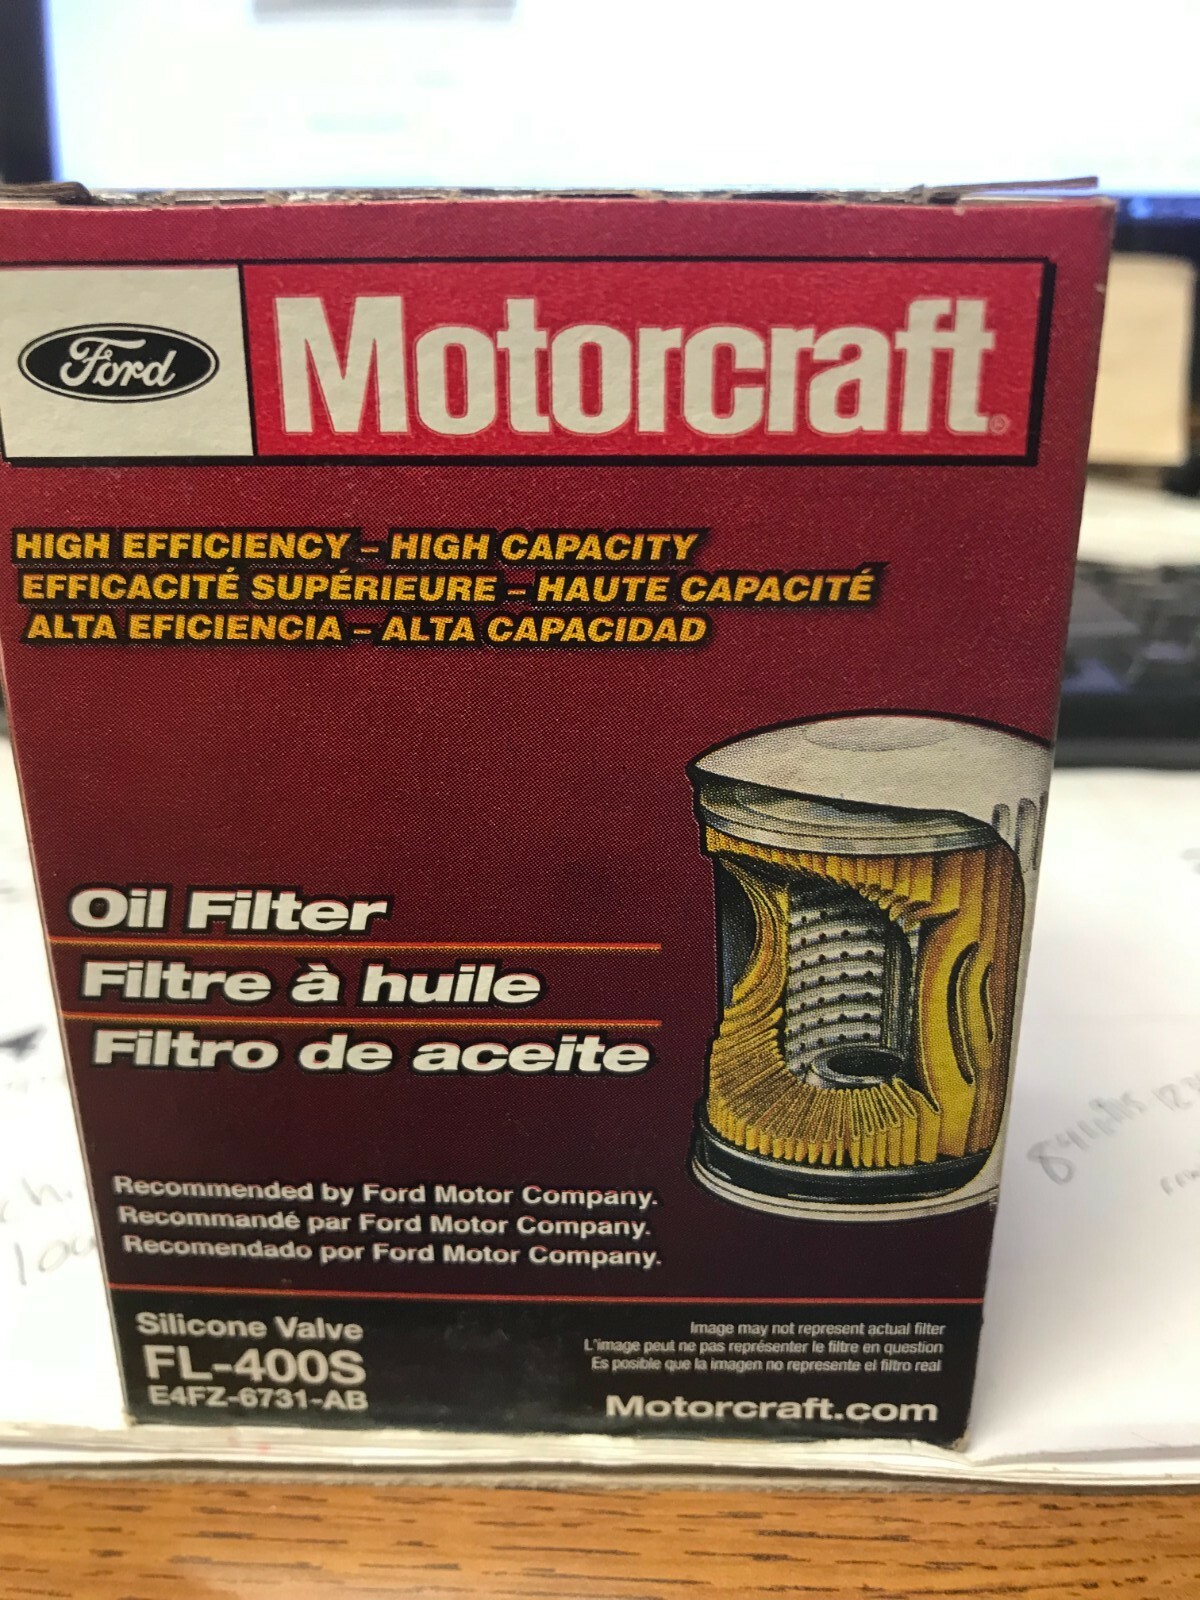 Ford
Motorcraft®
HIGH EFFICIENCY – HIGH CAPACITY
EFFICACITÉ SUPÉRIEURE – HAUTE CAPACITÉ
ALTA EFICIENCIA – ALTA CAPACIDAD
Oil Filter
Filtre à huile
Filtro de aceite
Recommended by Ford Motor Company.
Recommandé par Ford Motor Company.
Recomendado por Ford Motor Company.
Silicone Valve
FL-400S
E4FZ-6731-AB
Image may not represent actual filter
L'image peut ne pas représenter le filtre en question
Es posible que la imagen no represente el filtro real
Motorcraft.com